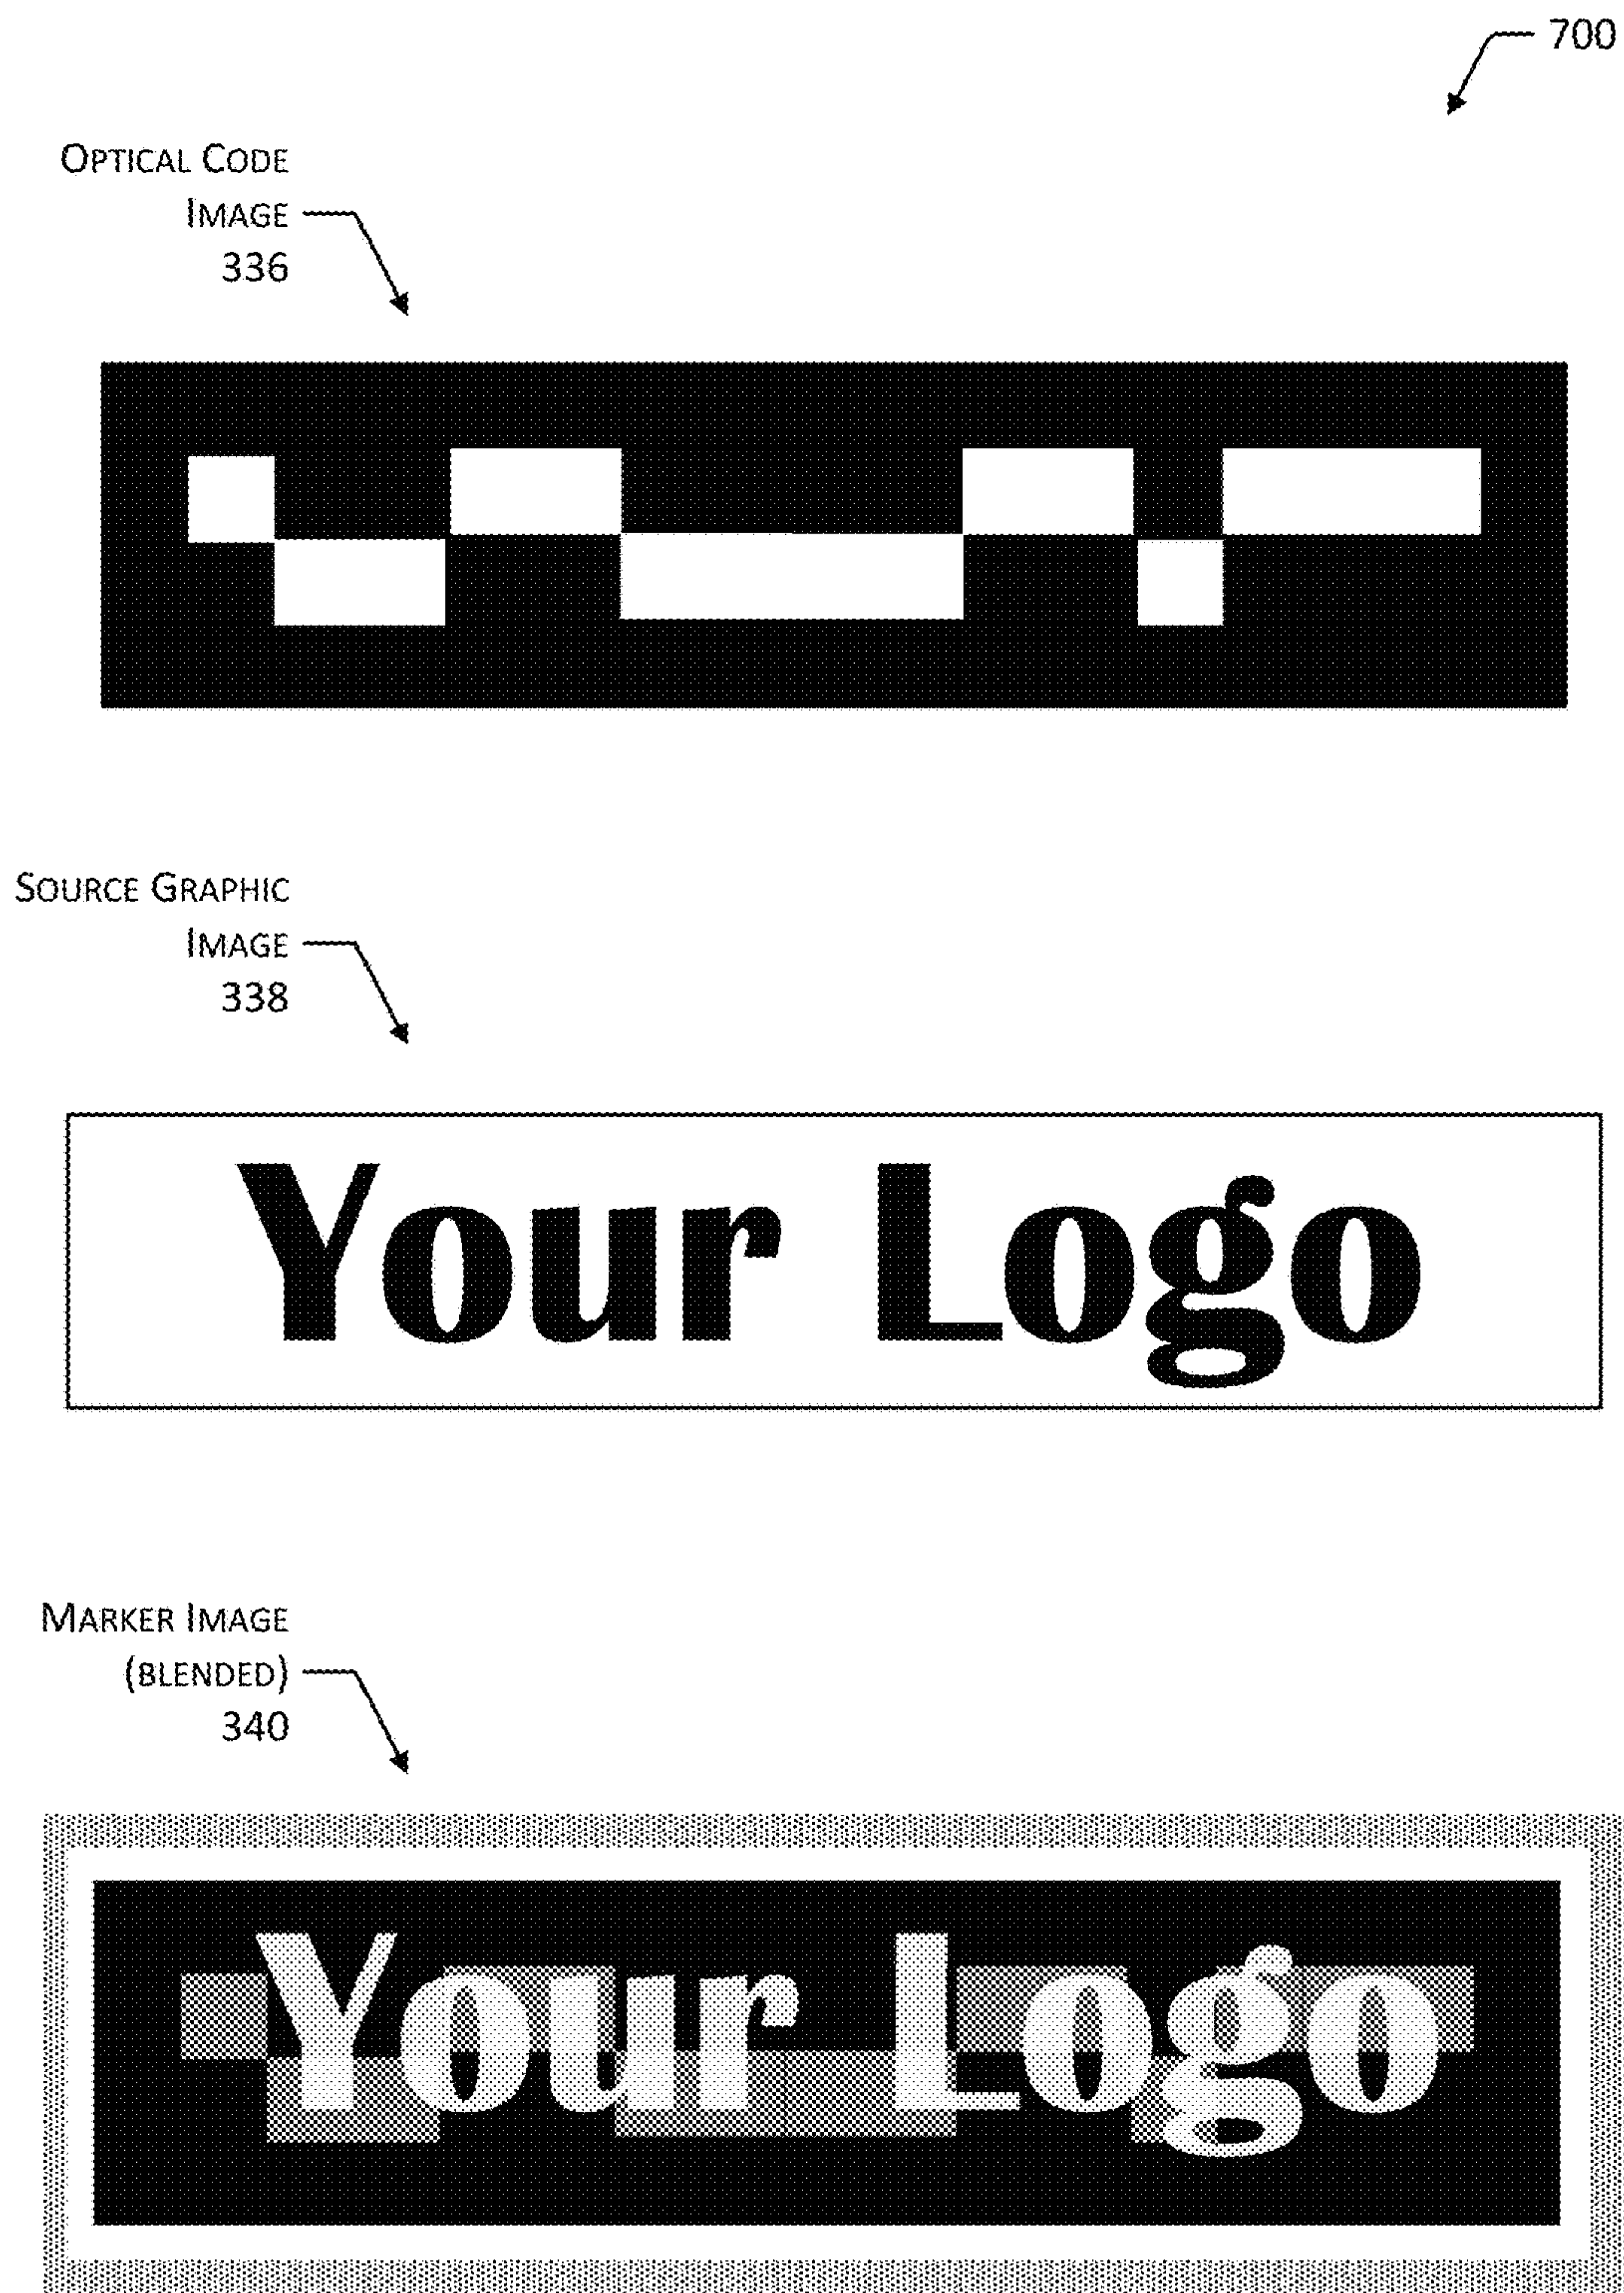 700
OPTICAL CODE
IMAGE
336
SOURCE GRAPHIC
IMAGE
338
Your Logo
MARKER IMAGE
(BLENDED)
340
Your Logo